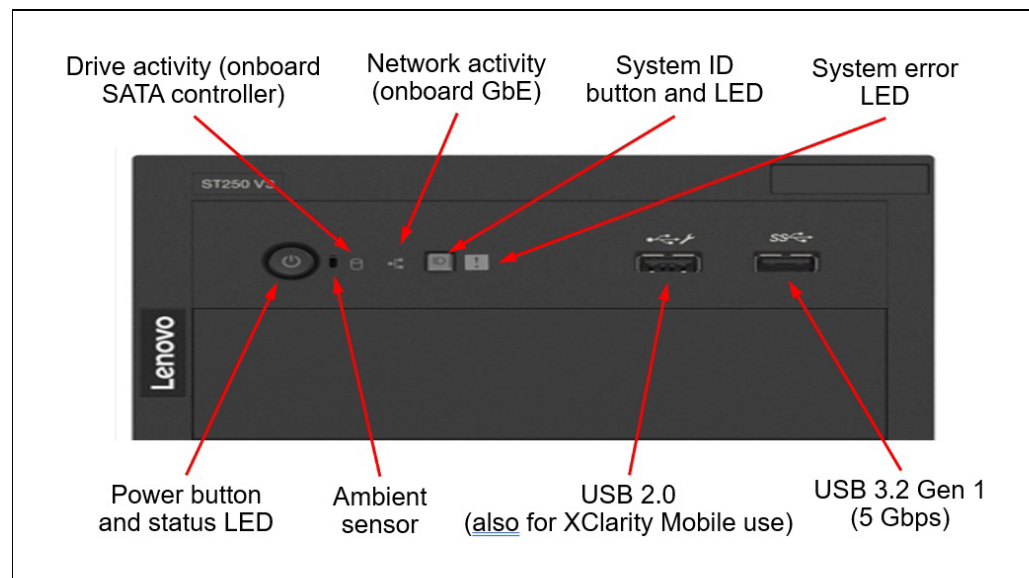 Drive activity (onboard
SATA controller)
Network activity
(onboard GbE)
System ID
button and LED
System error
LED
ST250 V3
Lenovo
Power button
and status LED
Ambient
sensor
USB 2.0
(also for XClarity Mobile use)
USB 3.2 Gen 1
(5 Gbps)